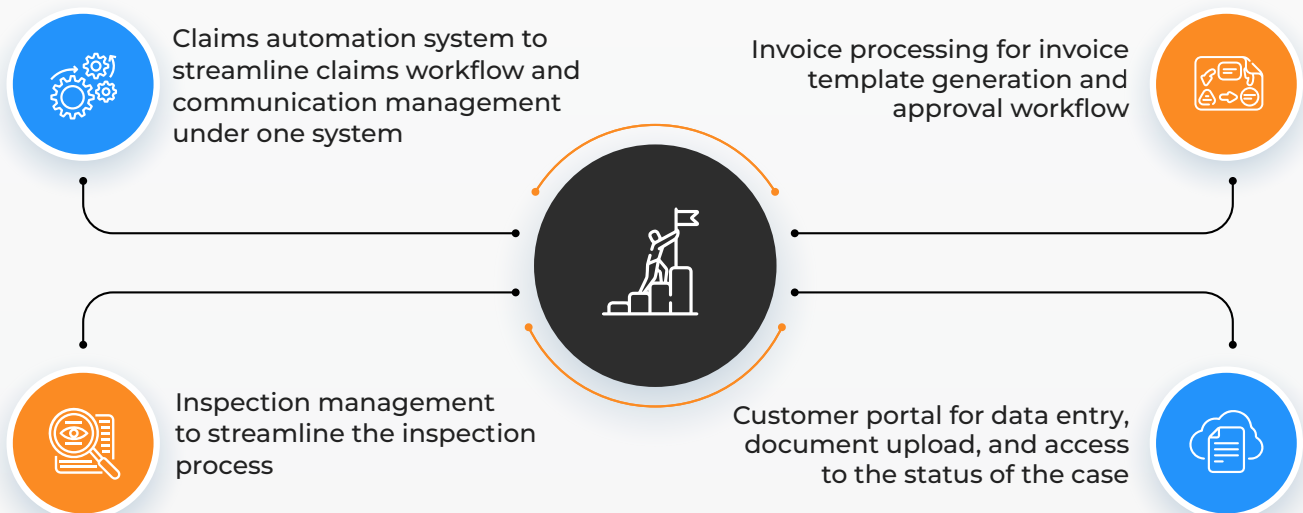 Claims automation system to
streamline claims workflow and
communication management
under one system
Invoice processing for invoice
template generation and
approval workflow
Inspection management
to streamline the inspection
process
Customer portal for data entry,
document upload, and access
to the status of the case